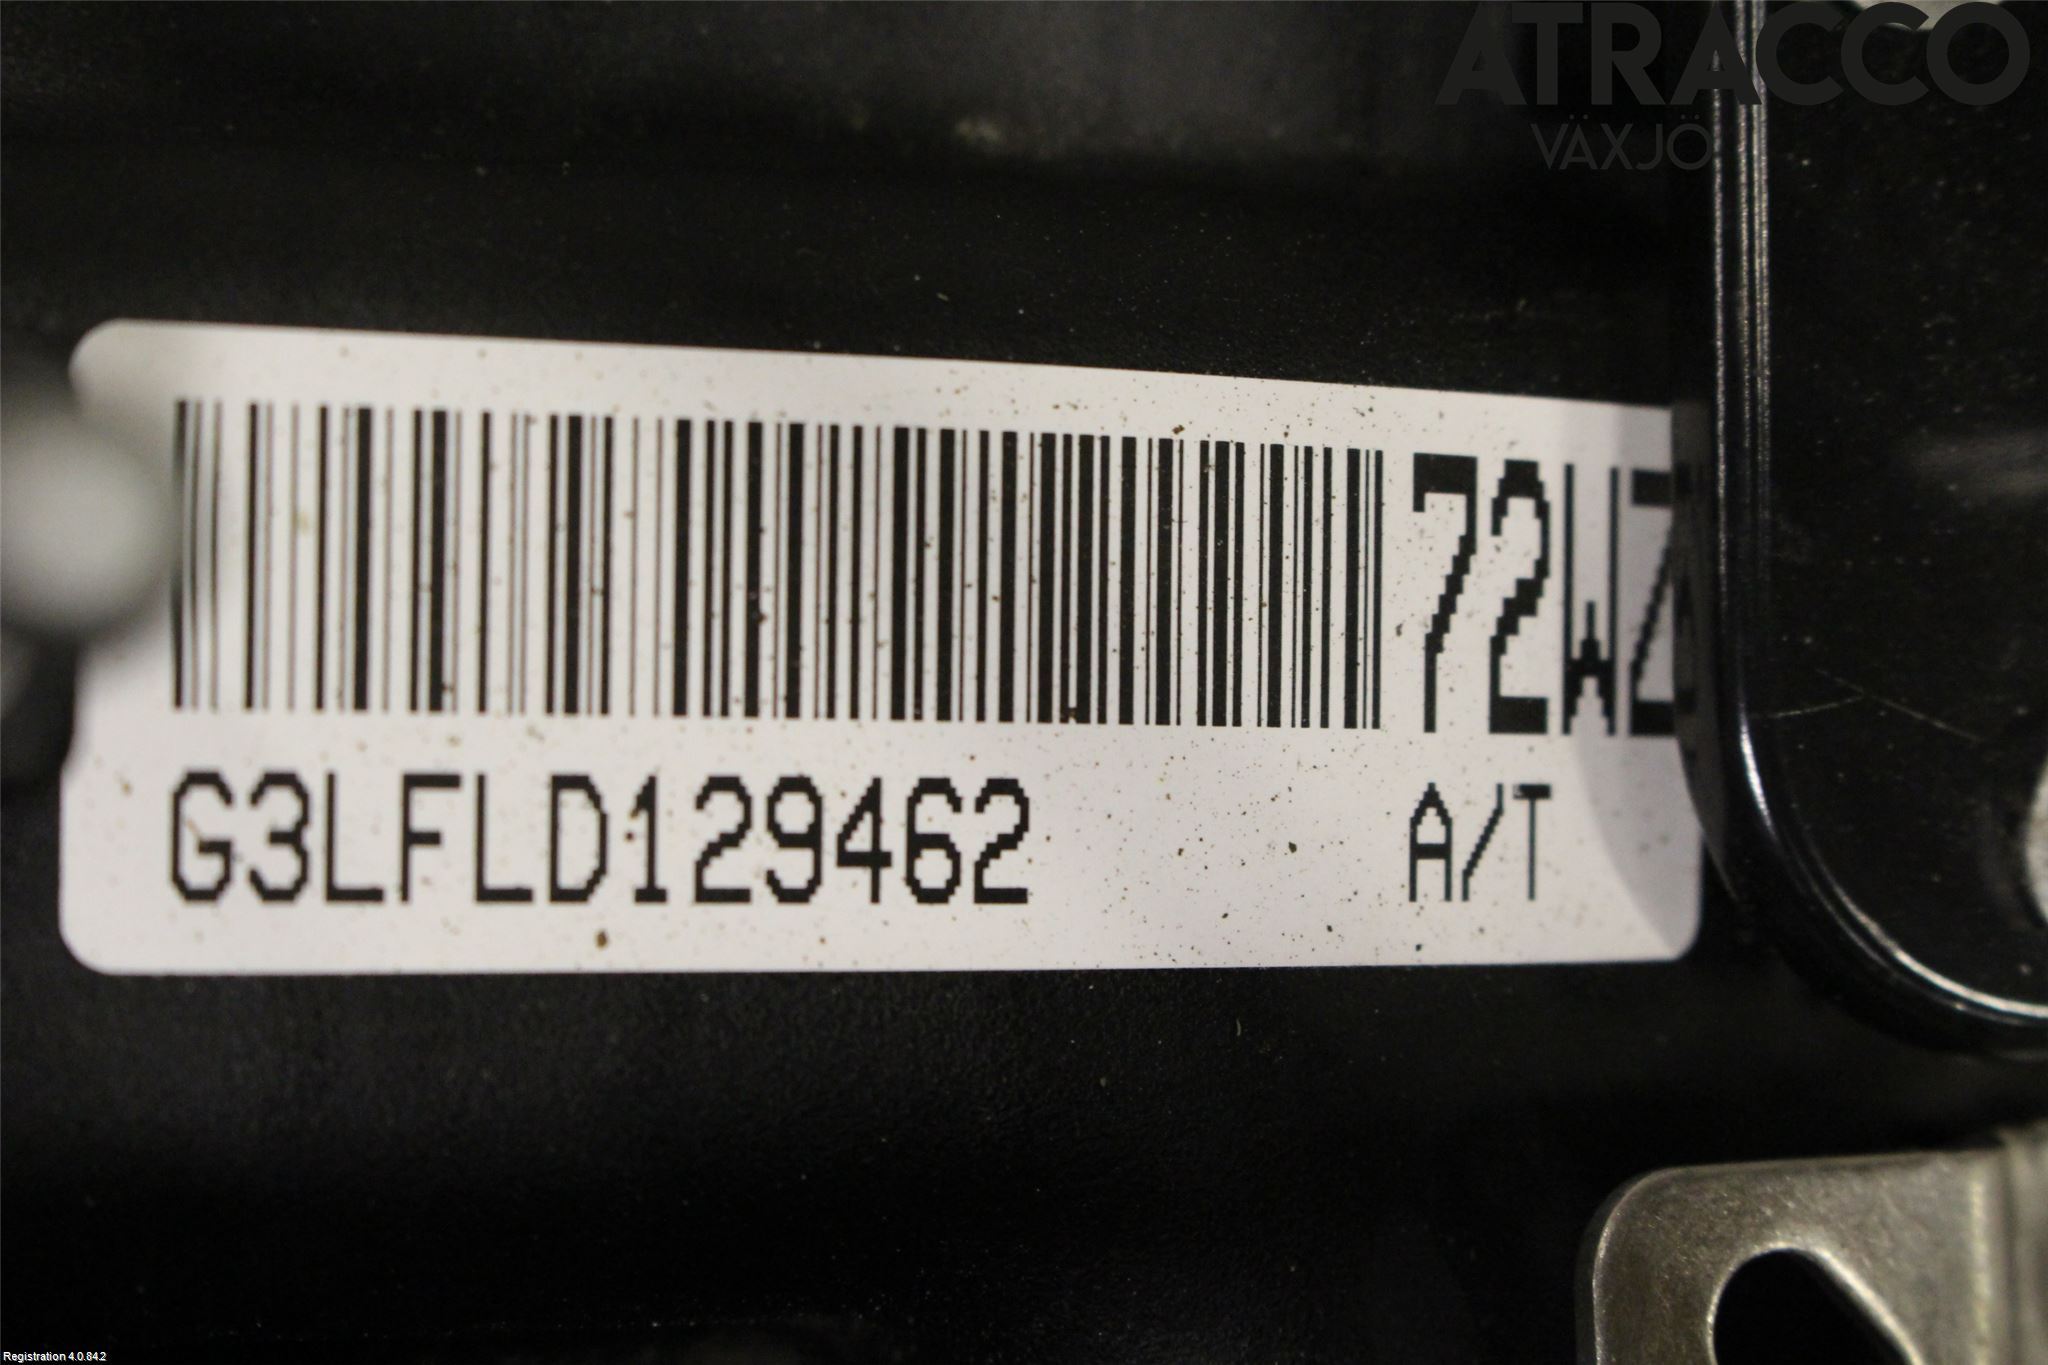 ATRACCO
VÄXJÖ
72WZ
G3LFLD129462
A/T
Registration 4.0.84.2